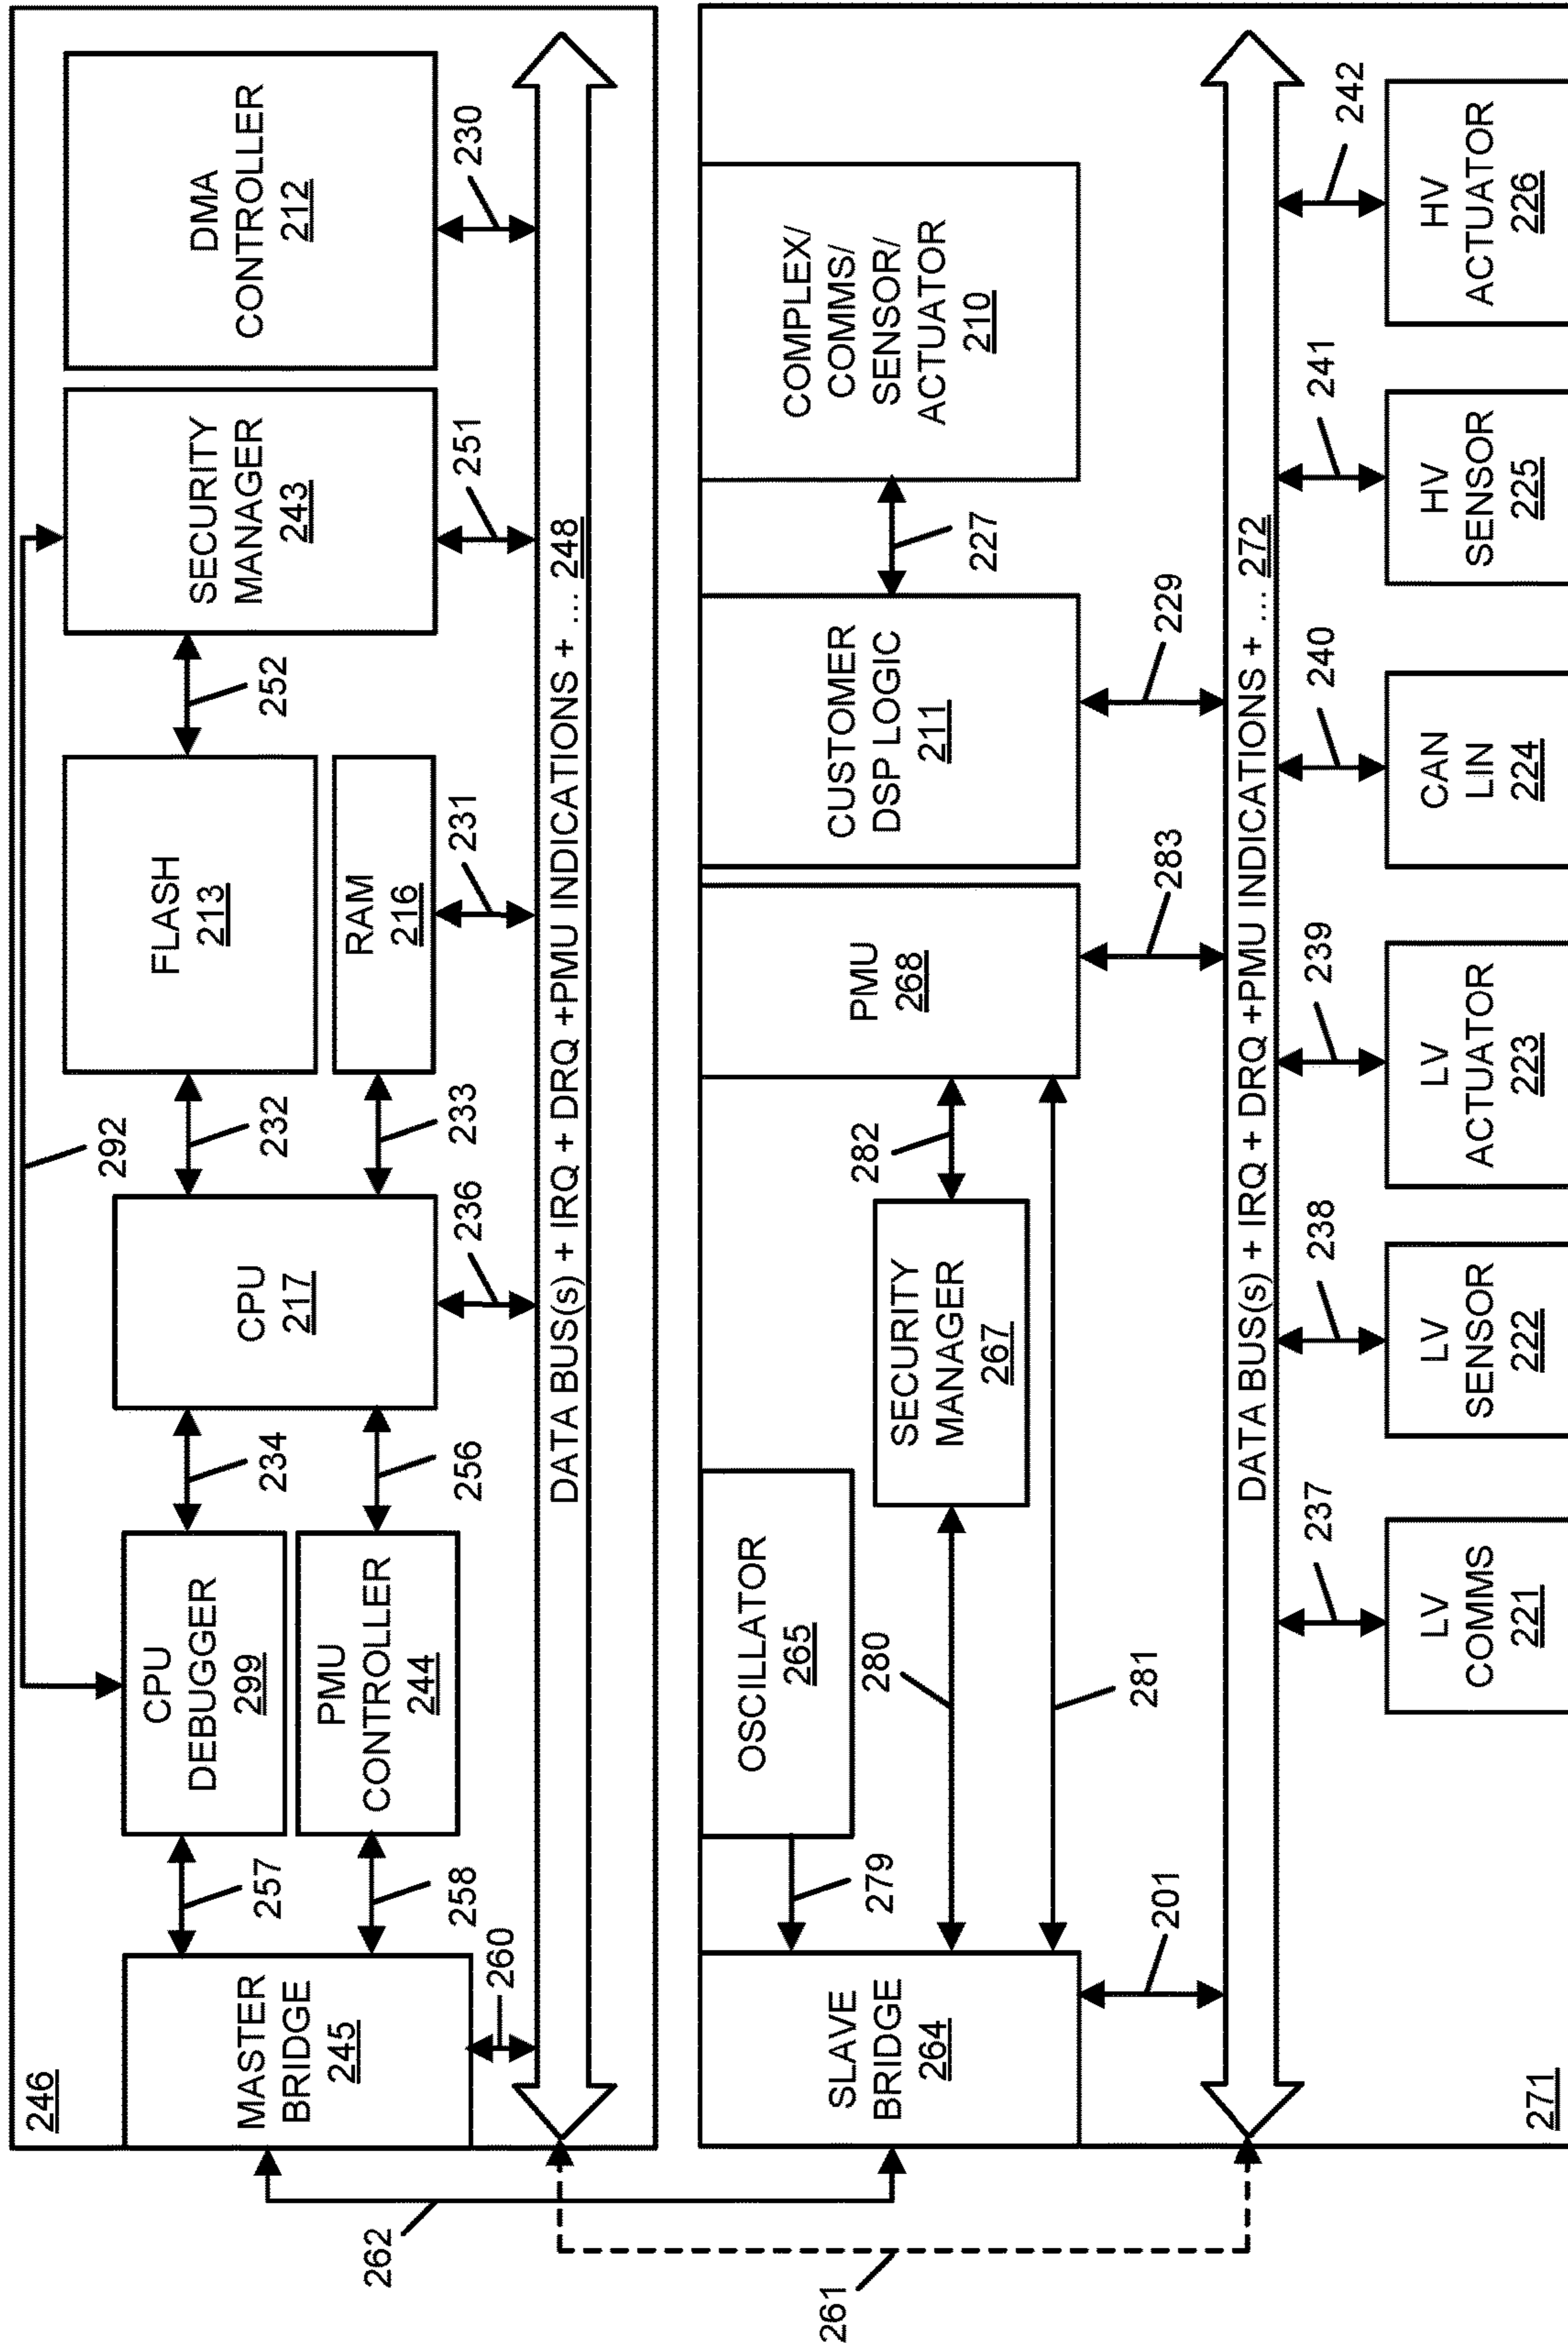 246
MASTER
BRIDGE
245
257
258
260
CPU
DEBUGGER
299
PMU
CONTROLLER
244
234
256
292
CPU
217
236
232
233
FLASH
213
RAM
216
231
252
SECURITY
MANAGER
243
251
DMA
CONTROLLER
212
230
DATA BUS(s) + IRQ + DRQ +PMU INDICATIONS + ... 248
262
261
SLAVE
BRIDGE
264
279
201
OSCILLATOR
265
280
281
SECURITY
MANAGER
267
282
PMU
268
283
CUSTOMER
DSP LOGIC
211
229
227
COMPLEX/
COMMS/
SENSOR/
ACTUATOR
210
DATA BUS(s) + IRQ + DRQ +PMU INDICATIONS + ... 272
237
238
239
240
241
242
LV
COMMS
221
LV
SENSOR
222
LV
ACTUATOR
223
CAN
LIN
224
HV
SENSOR
225
HV
ACTUATOR
226
271